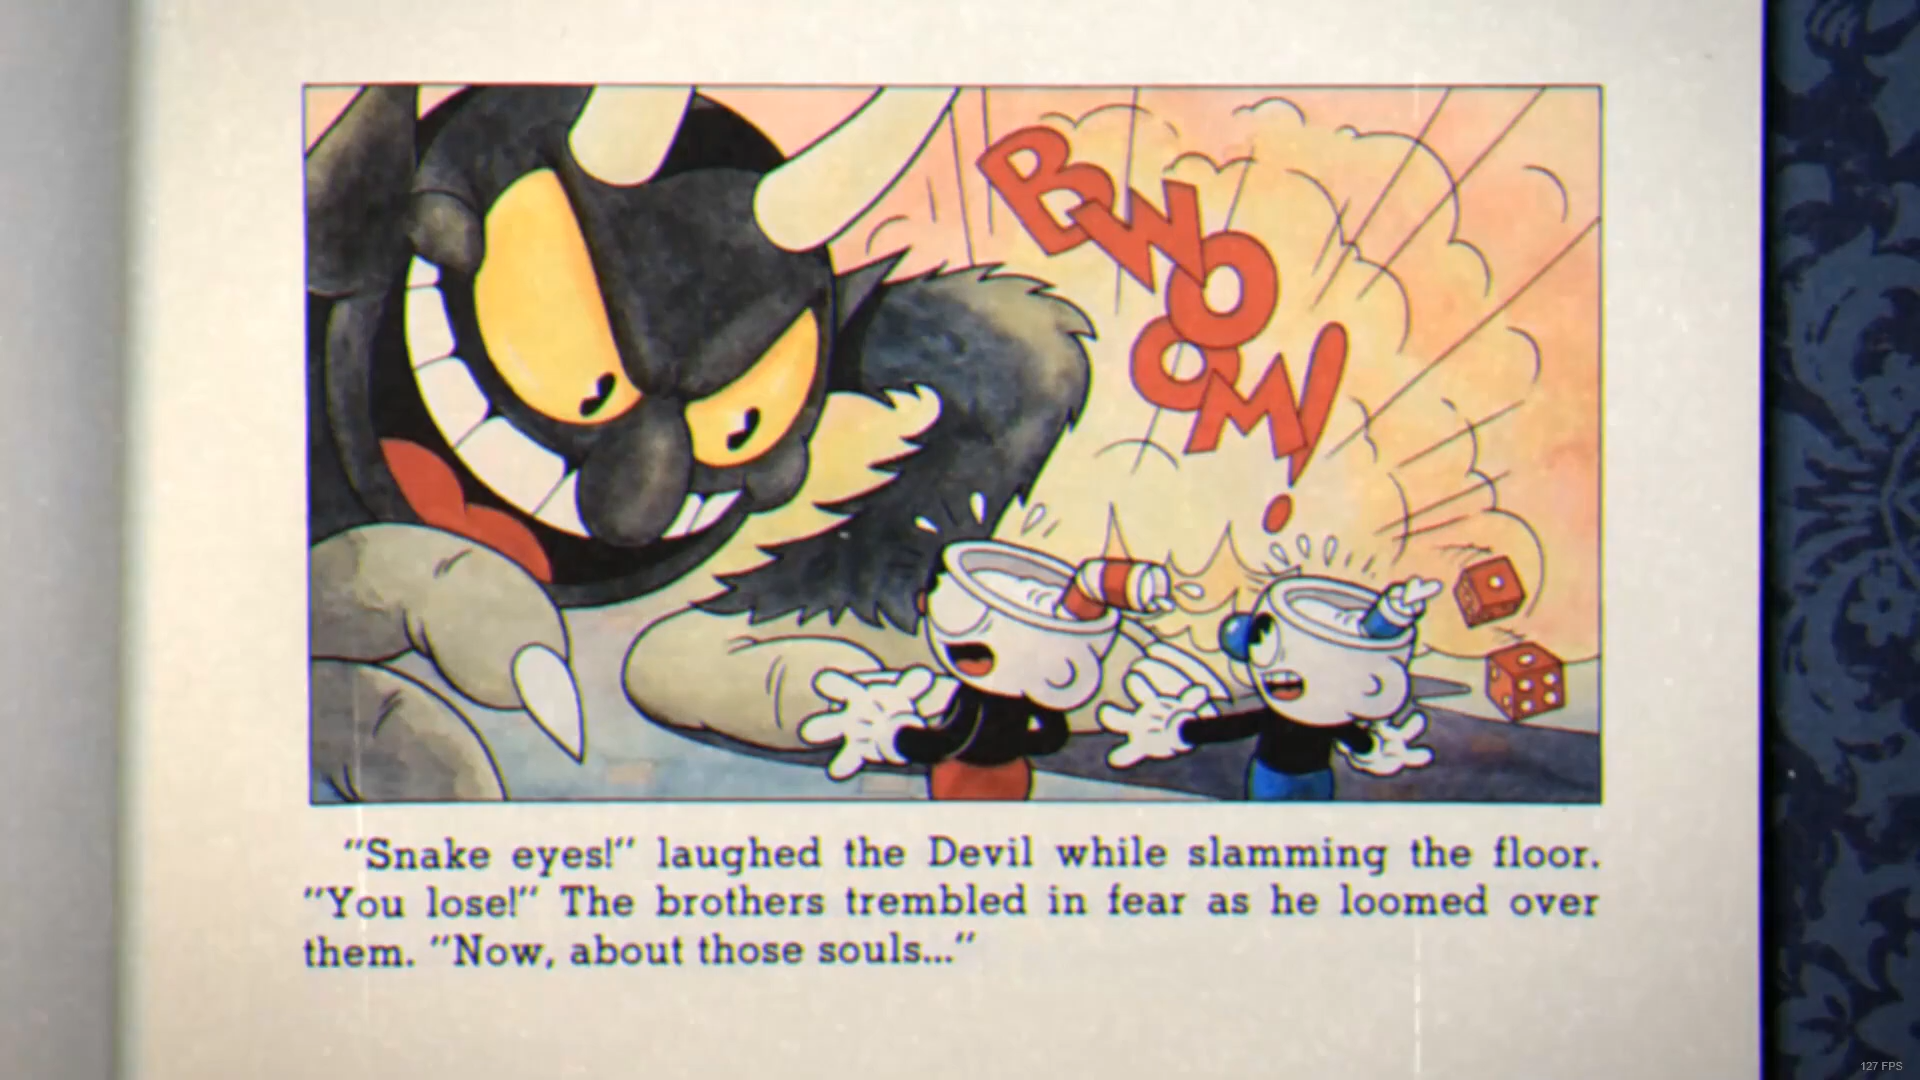 BWOOM!
"Snake eyes!" laughed the Devil while slamming the floor.
"You lose!" The brothers trembled in fear as he loomed over
them. "Now, about those souls..."
127 FPS